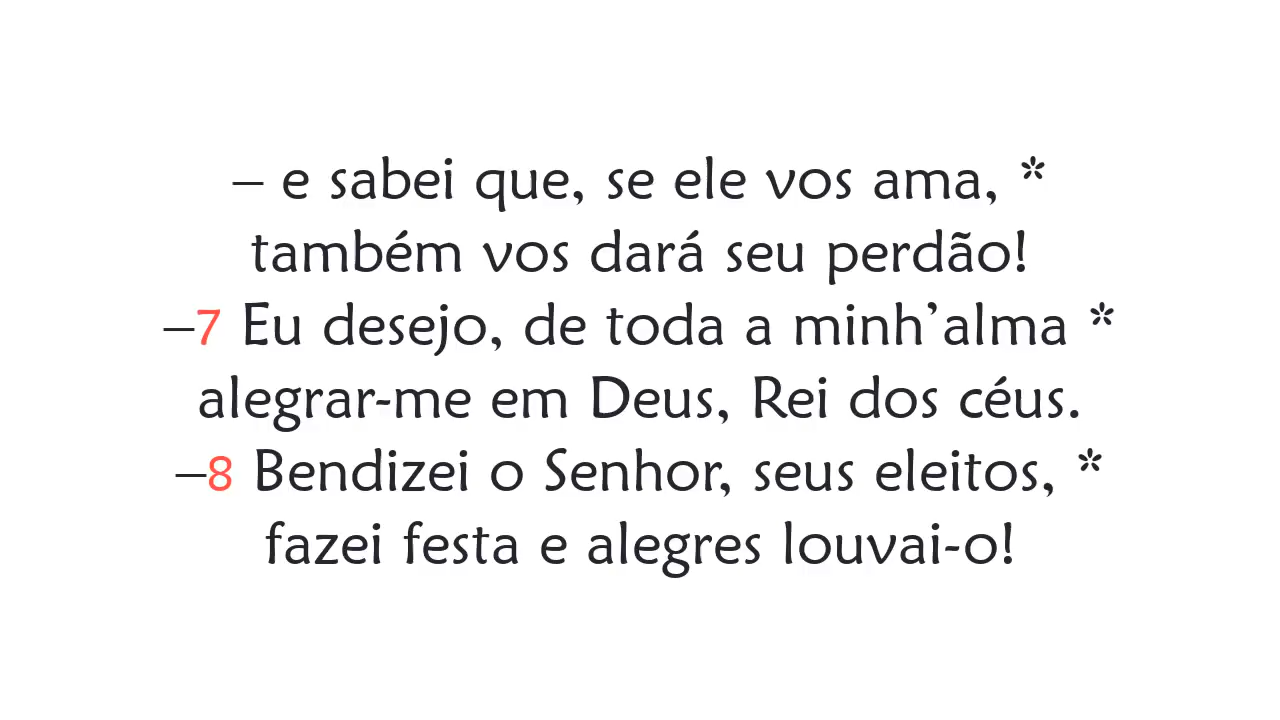 – e sabei que, se ele vos ama, *
também vos dará seu perdão!
–7 Eu desejo, de toda a minh’alma *
alegrar-me em Deus, Rei dos céus.
–8 Bendizei o Senhor, seus eleitos, *
fazei festa e alegres louvai-o!